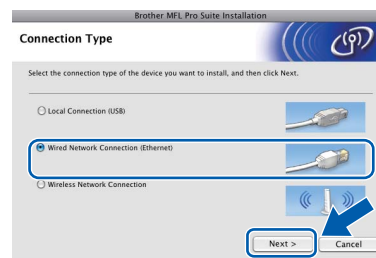 Brother MFL Pro Suite Installation
Connection Type
Select the connection type of the device you want to install, and then click Next.
Local Connection (USB)
Wired Network Connection (Ethernet)
Wireless Network Connection
Next > Cancel